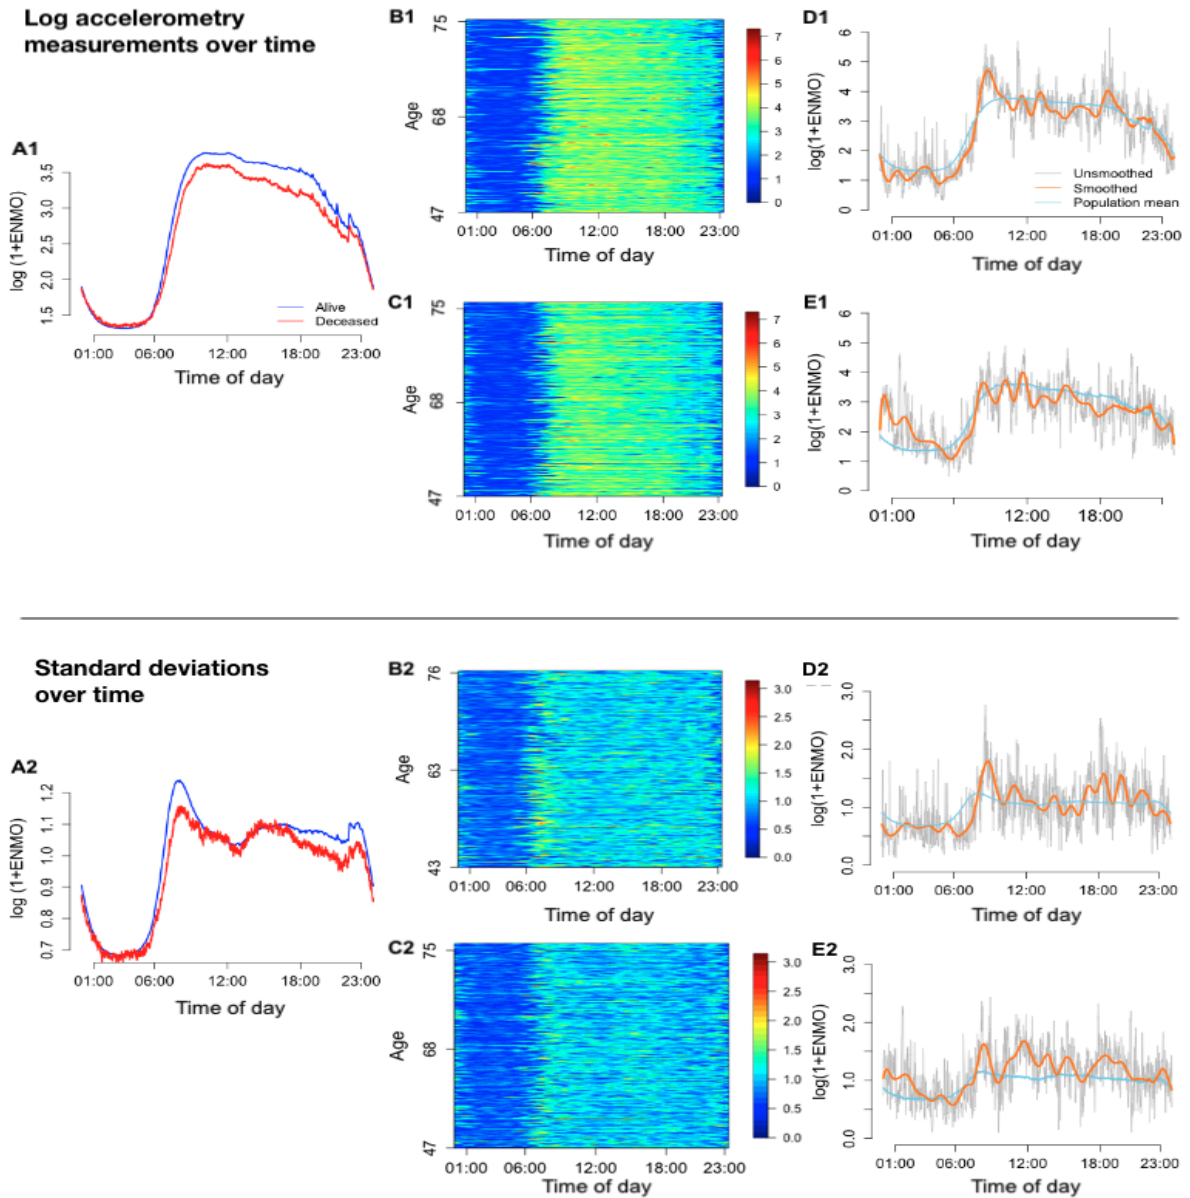 Log accelerometry
measurements over time
A1
log (1+ENMO)
3.5
3.0
2.5
2.0
1.5
Alive
Deceased
01:00 06:00 12:00 18:00 23:00
Time of day
B1
Age
75
68
47
01:00 06:00 12:00 18:00 23:00
Time of day
7
6
5
4
3
2
1
0
C1
Age
75
68
47
01:00 06:00 12:00 18:00 23:00
Time of day
7
6
5
4
3
2
1
0
D1
log(1+ENMO)
6
5
4
3
2
1
0
Unsmoothed
Smoothed
Population mean
01:00 06:00 12:00 18:00 23:00
Time of day
E1
log(1+ENMO)
6
5
4
3
2
1
0
01:00 12:00 18:00
Time of day
Standard deviations
over time
A2
log (1+ENMO)
1.2
1.1
1.0
0.9
0.8
0.7
01:00 06:00 12:00 18:00 23:00
Time of day
B2
Age
76
63
43
01:00 06:00 12:00 18:00 23:00
Time of day
3.0
2.5
2.0
1.5
1.0
0.5
0.0
C2
Age
75
68
47
01:00 06:00 12:00 18:00 23:00
Time of day
3.0
2.5
2.0
1.5
1.0
0.5
0.0
D2
log(1+ENMO)
3.0
2.0
1.0
0.0
01:00 06:00 12:00 18:00 23:00
Time of day
E2
log(1+ENMO)
3.0
2.0
1.0
0.0
01:00 06:00 12:00 18:00 23:00
Time of day